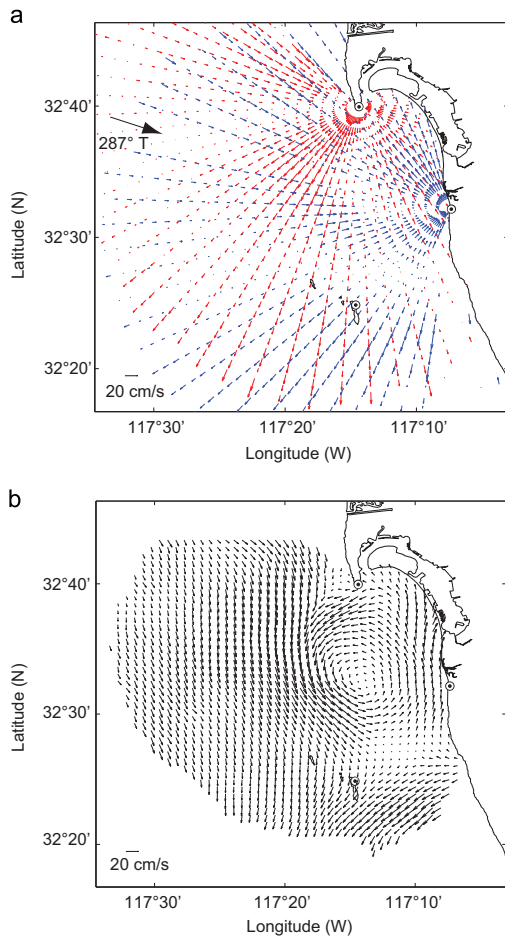 a
32°40'
287° T
Latitude (N)
32°30'
32°20'
20 cm/s
117°30'
117°20'
117°10'
Longitude (W)
b
32°40'
Latitude (N)
32°30'
32°20'
20 cm/s
117°30'
117°20'
117°10'
Longitude (W)